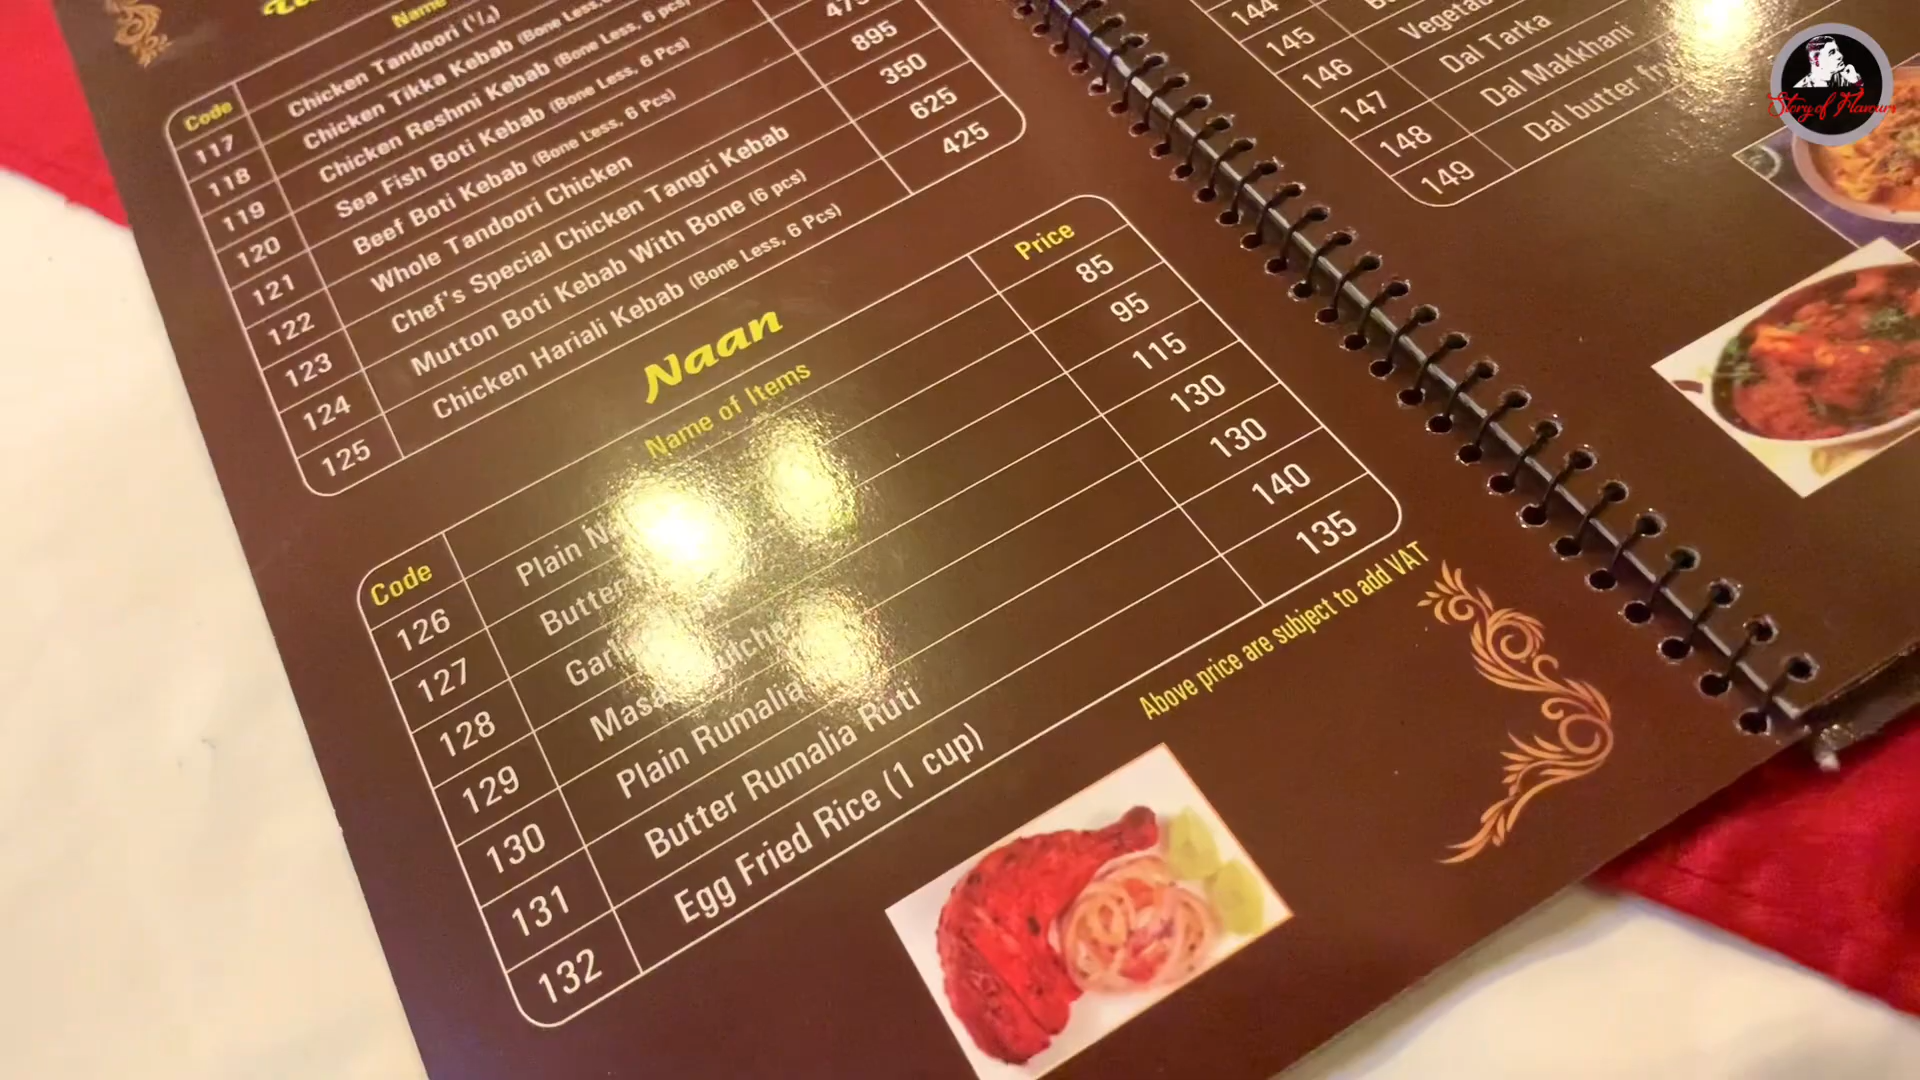 Name
Code
117 Chicken Tandoori (¹/₄)
118 Chicken Tikka Kebab (Bone Less,
119 Chicken Reshmi Kebab (Bone Less, 6 pcs)
120 Sea Fish Boti Kebab (Bone Less, 6 Pcs)
121 Beef Boti Kebab (Bone Less, 6 Pcs)
122 Whole Tandoori Chicken 895
123 Chef's Special Chicken Tangri Kebab 350
124 Mutton Boti Kebab With Bone (6 pcs) 625
125 Chicken Hariali Kebab (Bone Less, 6 Pcs) 425
Naan
Code Name of Items Price
126 Plain 85
127 Butter 95
128 115
129 130
130 Plain Rumalia 130
131 Butter Rumalia Ruti 140
132 Egg Fried Rice (1 cup) 135
Above price are subject to add VAT
144
145
146
147 Dal Tarka
148 Dal Makkhani
149 Dal butter
Story of Flavours